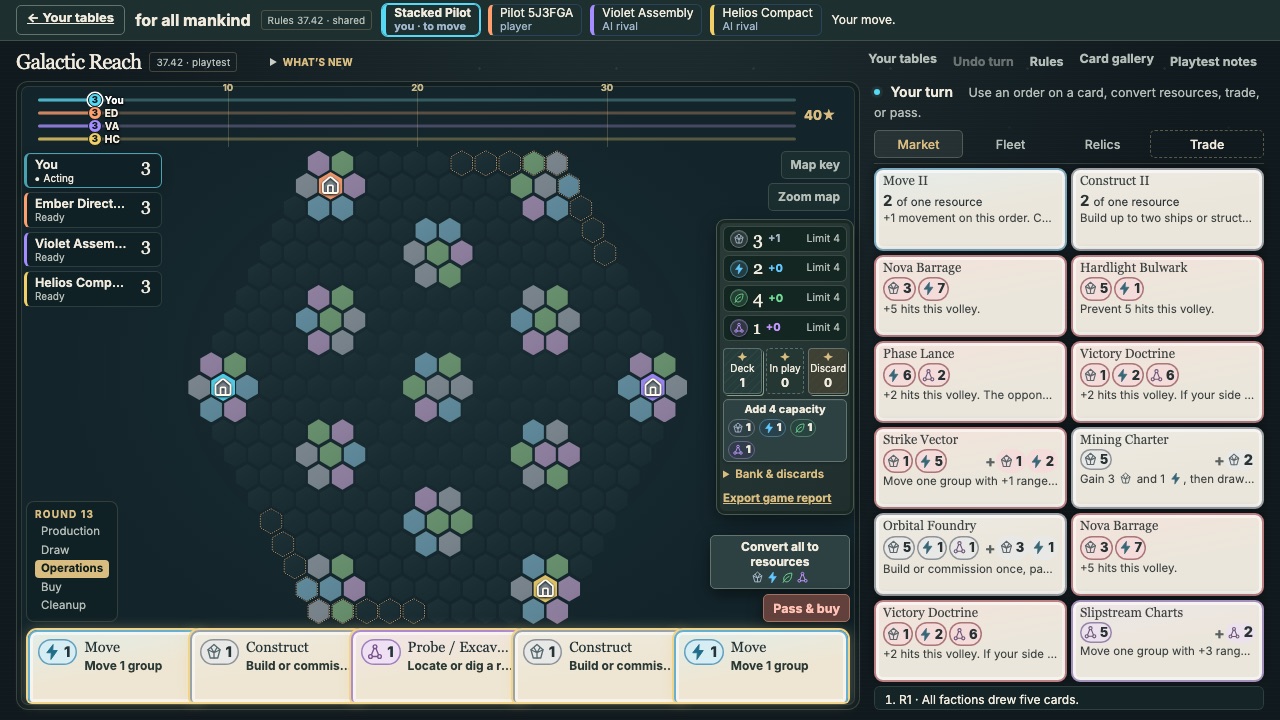 ← Your tables
for all mankind
Rules 37.42 · shared
Stacked Pilot
you · to move
Pilot 5J3FGA
player
Violet Assembly
AI rival
Helios Compact
AI rival
Your move.
Galactic Reach
37.42 · playtest
▶ WHAT'S NEW
Your tables
Undo turn
Rules
Card gallery
Playtest notes
10
20
30
3 You
3 ED
3 VA
3 HC
40★
You
• Acting
3
Ember Direct...
Ready
3
Violet Assem...
Ready
3
Helios Comp...
Ready
3
Map key
Zoom map
3 +1 Limit 4
2 +0 Limit 4
4 +0 Limit 4
1 +0 Limit 4
Deck
1
In play
0
Discard
0
Add 4 capacity
1 1 1
1
▶ Bank & discards
Export game report
Convert all to
resources
Pass & buy
ROUND 13
Production
Draw
Operations
Buy
Cleanup
1 Move
Move 1 group
1 Construct
Build or commis..
1 Probe / Excav...
Locate or dig a r...
1 Construct
Build or commis..
1 Move
Move 1 group
Your turn
Use an order on a card, convert resources, trade,
or pass.
Market
Fleet
Relics
Trade
Move II
2 of one resource
+1 movement on this order. C...
Construct II
2 of one resource
Build up to two ships or struct...
Nova Barrage
3 7
+5 hits this volley.
Hardlight Bulwark
5 1
Prevent 5 hits this volley.
Phase Lance
6 2
+2 hits this volley. The oppon...
Victory Doctrine
1 2 6
+2 hits this volley. If your side ...
Strike Vector
1 5 + 1 2
Move one group with +1 range...
Mining Charter
5 + 2
Gain 3 and 1 , then draw...
Orbital Foundry
5 1 1 + 3 1
Build or commission once, pa...
Nova Barrage
3 7
+5 hits this volley.
Victory Doctrine
1 2 6
+2 hits this volley. If your side ...
Slipstream Charts
5 + 2
Move one group with +3 rang...
1. R1 · All factions drew five cards.